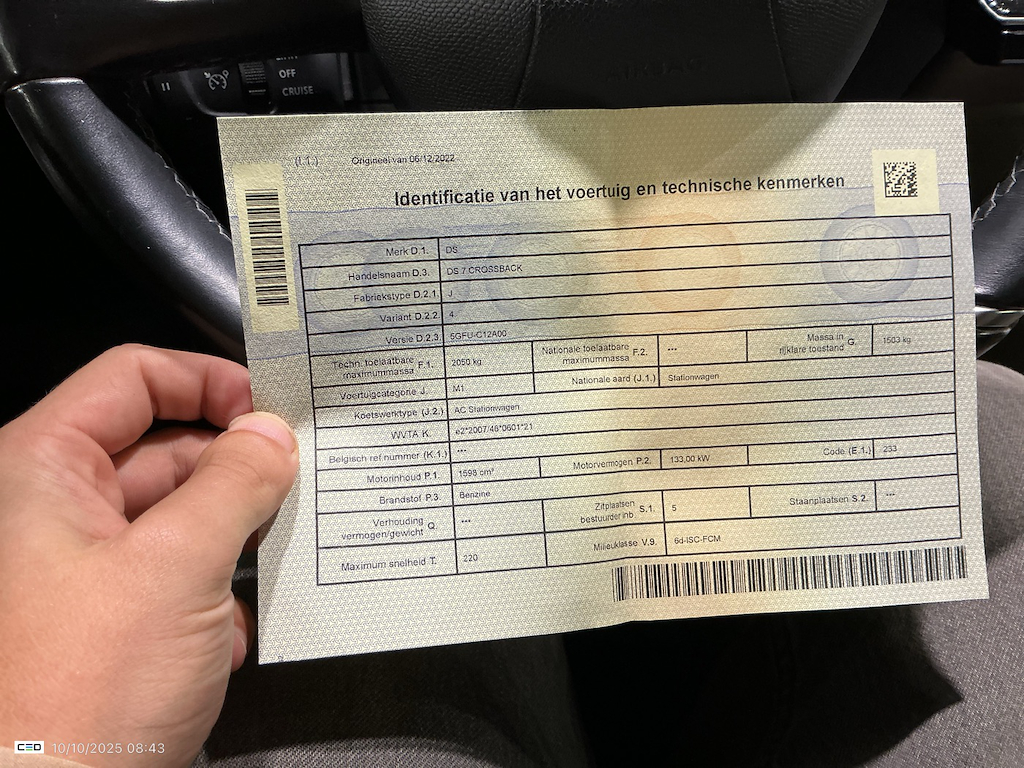 OFF
CRUISE
(I.1.) Origineel van 06/12/2022
Identificatie van het voertuig en technische kenmerken
Merk D.1. DS
Handelsnaam D.3. DS 7 CROSSBACK
Fabriekstype D.2.1. J
Variant D.2.2. 4
Versie D.2.3. 5GFU-C12A00
Techn. toelaatbare maximummassa F.1. 2050 kg Nationale toelaatbare maximummassa F.2. --- Massa in rijklare toestand G. 1503 kg
Voertuigcategorie J. M1 Nationale aard (J.1.) Stationwagen
Koetswerktype (J.2.) AC Stationwagen
WVTA K. e2*2007/46*0601*21
Belgisch ref.nummer (K.1.) ---
Motorinhoud P.1. 1598 cm³ Motorvermogen P.2. 133,00 kW Code (E.1.) 233
Brandstof P.3. Benzine
Verhouding vermogen/gewicht Q. --- Zitplaatsen bestuurder inb. S.1. 5 Staanplaatsen S.2. ---
Maximum snelheid T. 220 Milieuklasse V.9. 6d-ISC-FCM
CEO 10/10/2025 08:43